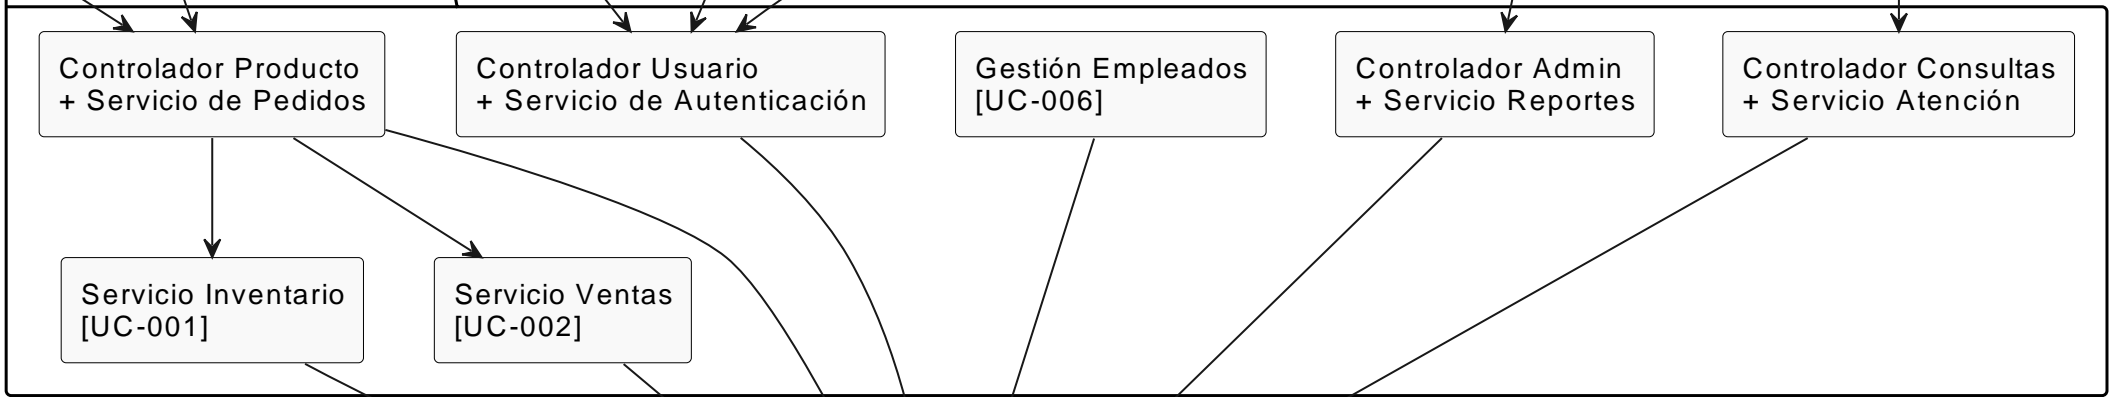 Controlador Producto
+ Servicio de Pedidos
Controlador Usuario
+ Servicio de Autenticación
Gestión Empleados
[UC-006]
Controlador Admin
+ Servicio Reportes
Controlador Consultas
+ Servicio Atención
Servicio Inventario
[UC-001]
Servicio Ventas
[UC-002]